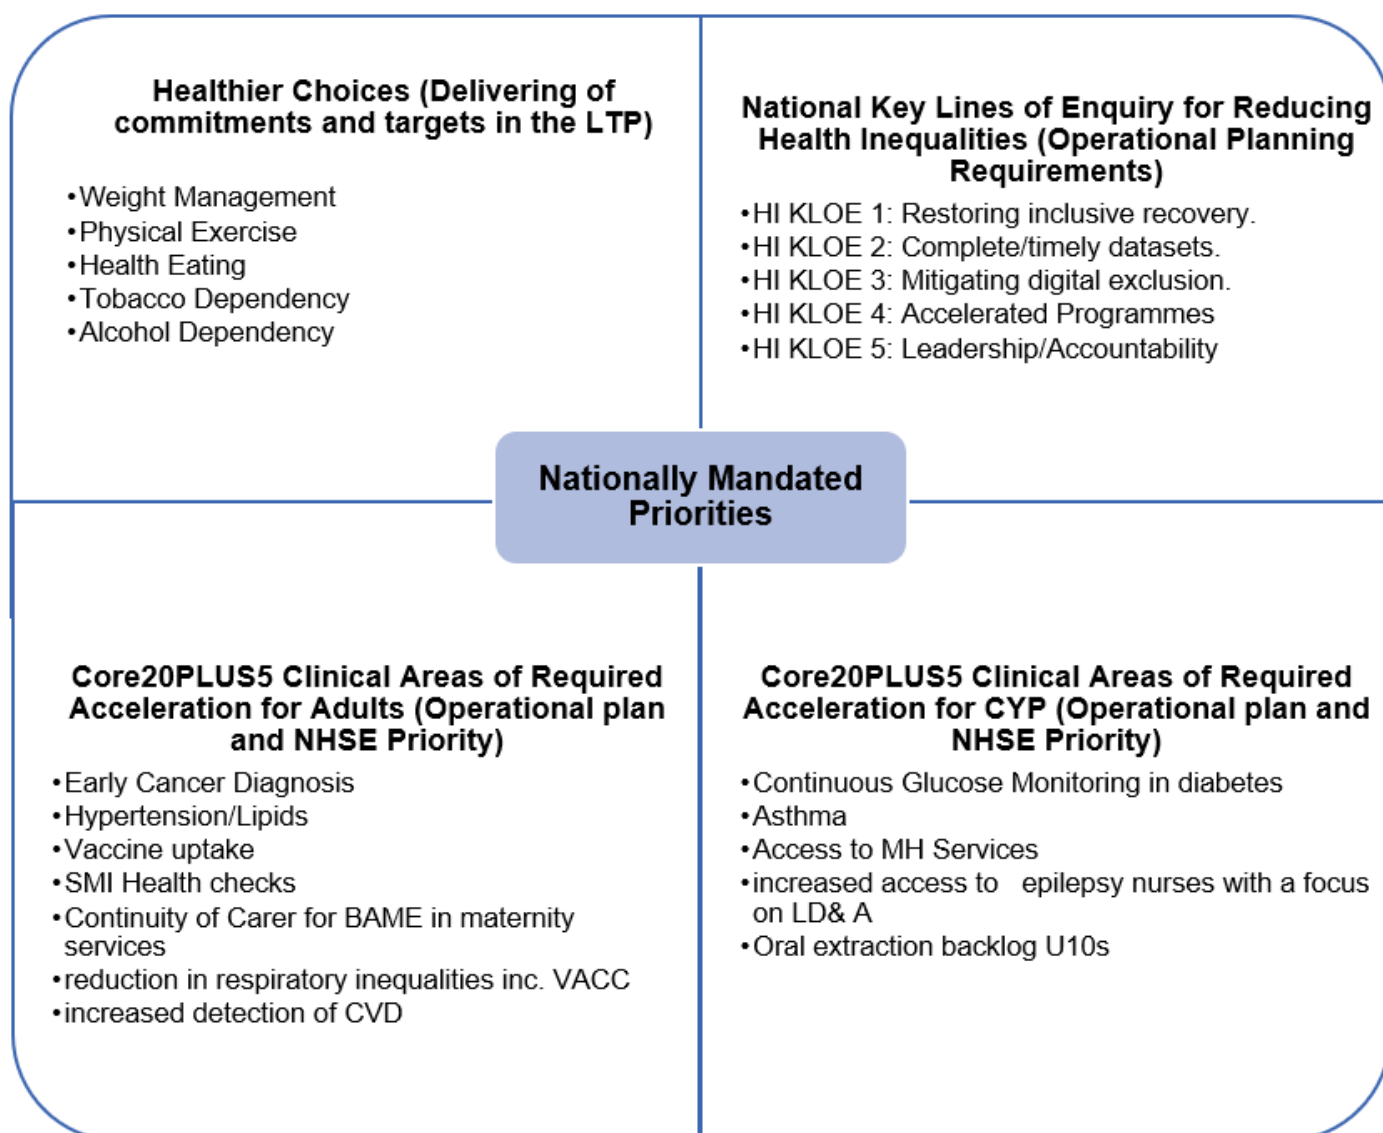 Healthier Choices (Delivering of
commitments and targets in the LTP)
•Weight Management
•Physical Exercise
•Health Eating
•Tobacco Dependency
•Alcohol Dependency
National Key Lines of Enquiry for Reducing
Health Inequalities (Operational Planning
Requirements)
•HI KLOE 1: Restoring inclusive recovery.
•HI KLOE 2: Complete/timely datasets.
•HI KLOE 3: Mitigating digital exclusion.
•HI KLOE 4: Accelerated Programmes
•HI KLOE 5: Leadership/Accountability
Nationally Mandated
Priorities
Core20PLUS5 Clinical Areas of Required
Acceleration for Adults (Operational plan
and NHSE Priority)
•Early Cancer Diagnosis
•Hypertension/Lipids
•Vaccine uptake
•SMI Health checks
•Continuity of Carer for BAME in maternity
services
•reduction in respiratory inequalities inc. VACC
•increased detection of CVD
Core20PLUS5 Clinical Areas of Required
Acceleration for CYP (Operational plan and
NHSE Priority)
•Continuous Glucose Monitoring in diabetes
•Asthma
•Access to MH Services
•increased access to   epilepsy nurses with a focus
on LD& A
•Oral extraction backlog U10s